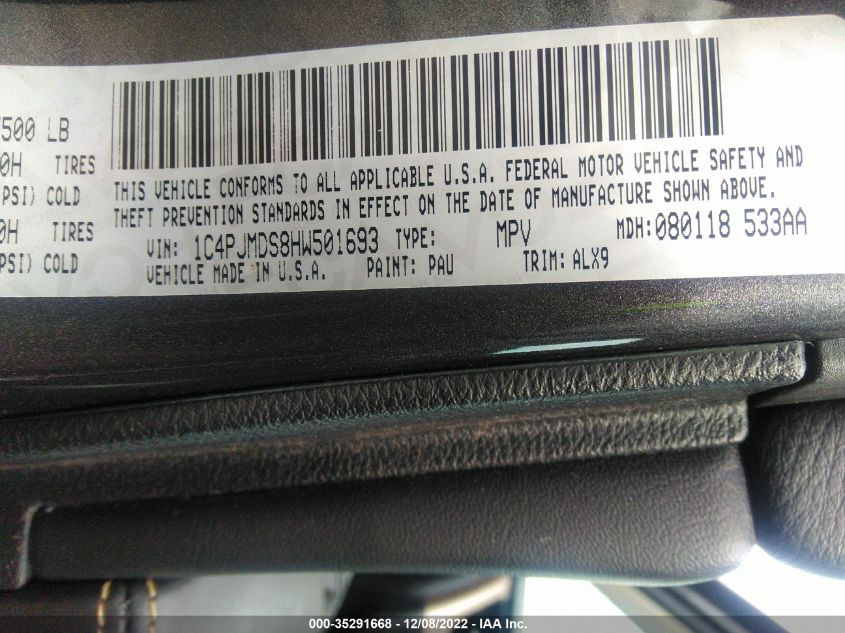 500 LB
0H TIRES
PSI) COLD
0H TIRES
PSI) COLD
THIS VEHICLE CONFORMS TO ALL APPLICABLE U.S.A. FEDERAL MOTOR VEHICLE SAFETY AND
THEFT PREVENTION STANDARDS IN EFFECT ON THE DATE OF MANUFACTURE SHOWN ABOVE.
VIN: 1C4PJMDS8HW501693 TYPE: MPV MDH:080118 533AA
VEHICLE MADE IN U.S.A. PAINT: PAU TRIM: ALX9
000-35291668 - 12/08/2022 - IAA Inc.